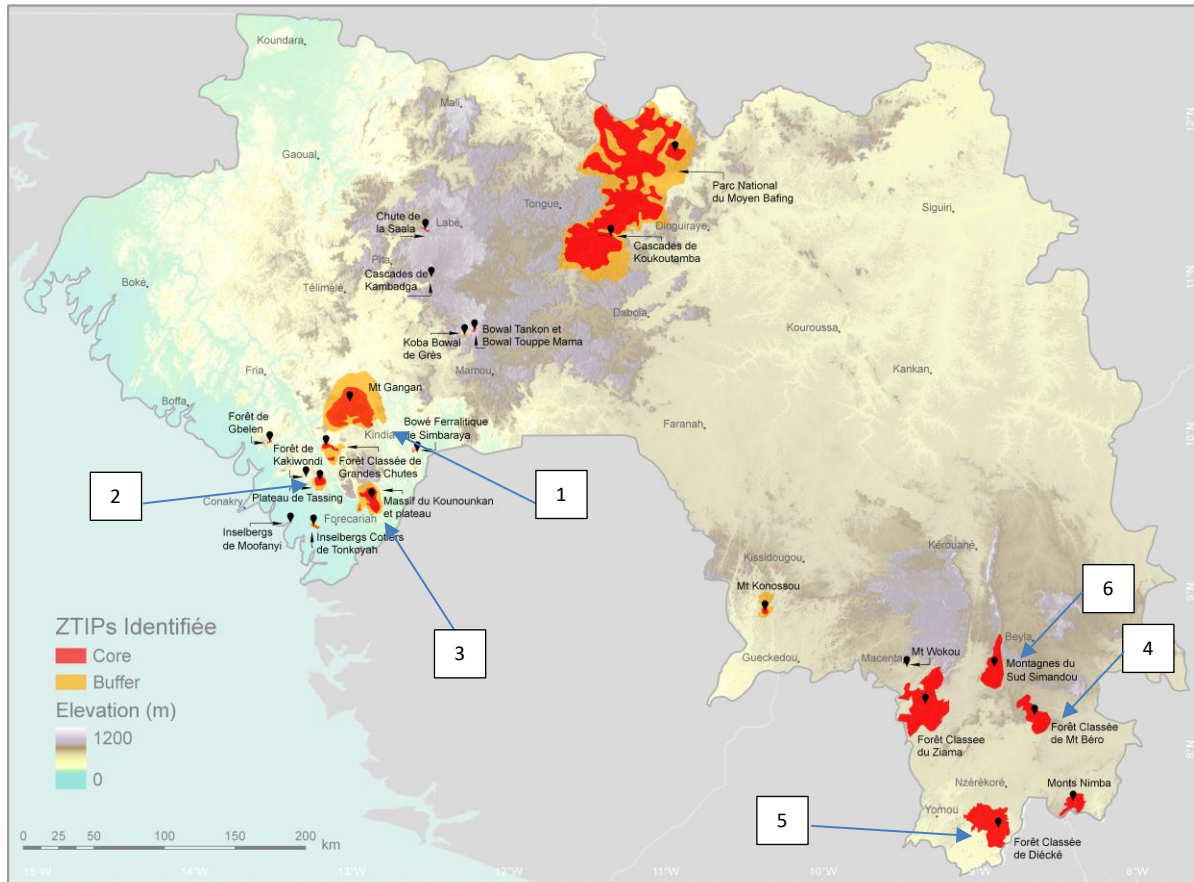 Koundara
Mali
Gaoual
Parc National
du Moyen Bafing
Chute de
la Saala
Labé
Tongue
Dinguiraye
Siguiri
Cascades de
Koukoutamba
Pita
Cascades de
Kambadga
Boké
Télimélé
Dabola
Koba Bowal
de Grès
Bowal Tankon et
Bowal Touppe Mama
Kouroussa
Kankan
Mamou
Fria
Boffa
Mt Gangan
Forêt de
Gbelen
Kindia
Bowé Ferralitique
de Simbaraya
Faranah
Forêt de
Kakiwondi
Forêt Classée de
Grandes Chutes
2
1
Plateau de Tassing
Conakry
Massif du Kounounkan
et plateau
Forecariah
Inselbergs
de Moofanyi
Inselbergs Cotiers
de Tonkoyah
3
Kissidougou
Kérouané
Mt Konossou
6
4
Beyla
Gueckedou
Macenta
Mt Wokou
Montagnes du
Sud Simandou
Forêt Classee
du Ziama
Forêt Classée
de Mt Béro
Nzérékoré
Monts Nimba
Yomou
5
Forêt Classée
de Diécké
ZTIPs Identifiée
Core
Buffer
Elevation (m)
1200
0
0 25 50 100 150 200
km
15°W 14°W 13°W 12°W 11°W 10°W 9°W 8°W
12°N
11°N
10°N
9°N
8°N